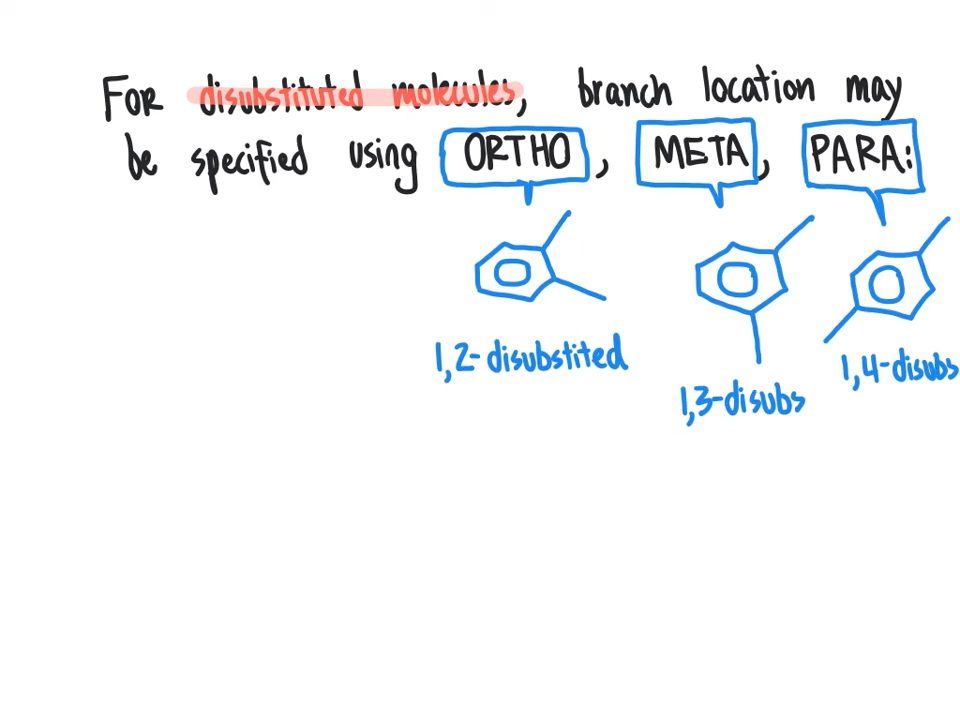 For disubstituted molecules, branch location may
be specified using ORTHO, META, PARA:
1,2-disubstited
1,3-disubs
1,4-disubs